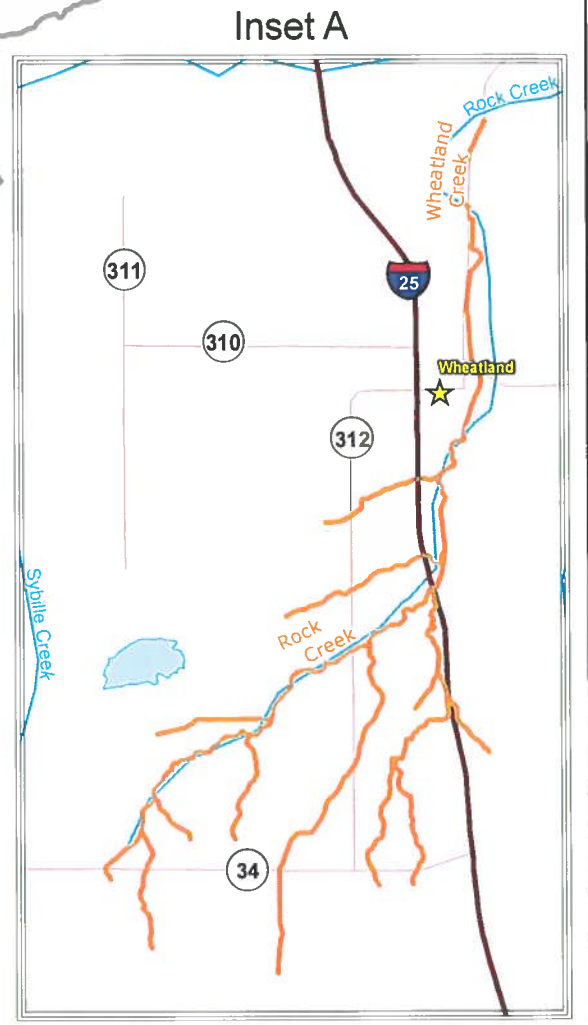 Inset A
Rock Creek
Wheatland
Creek
311
25
310
Wheatland
312
Sybille Creek
Rock
Creek
34